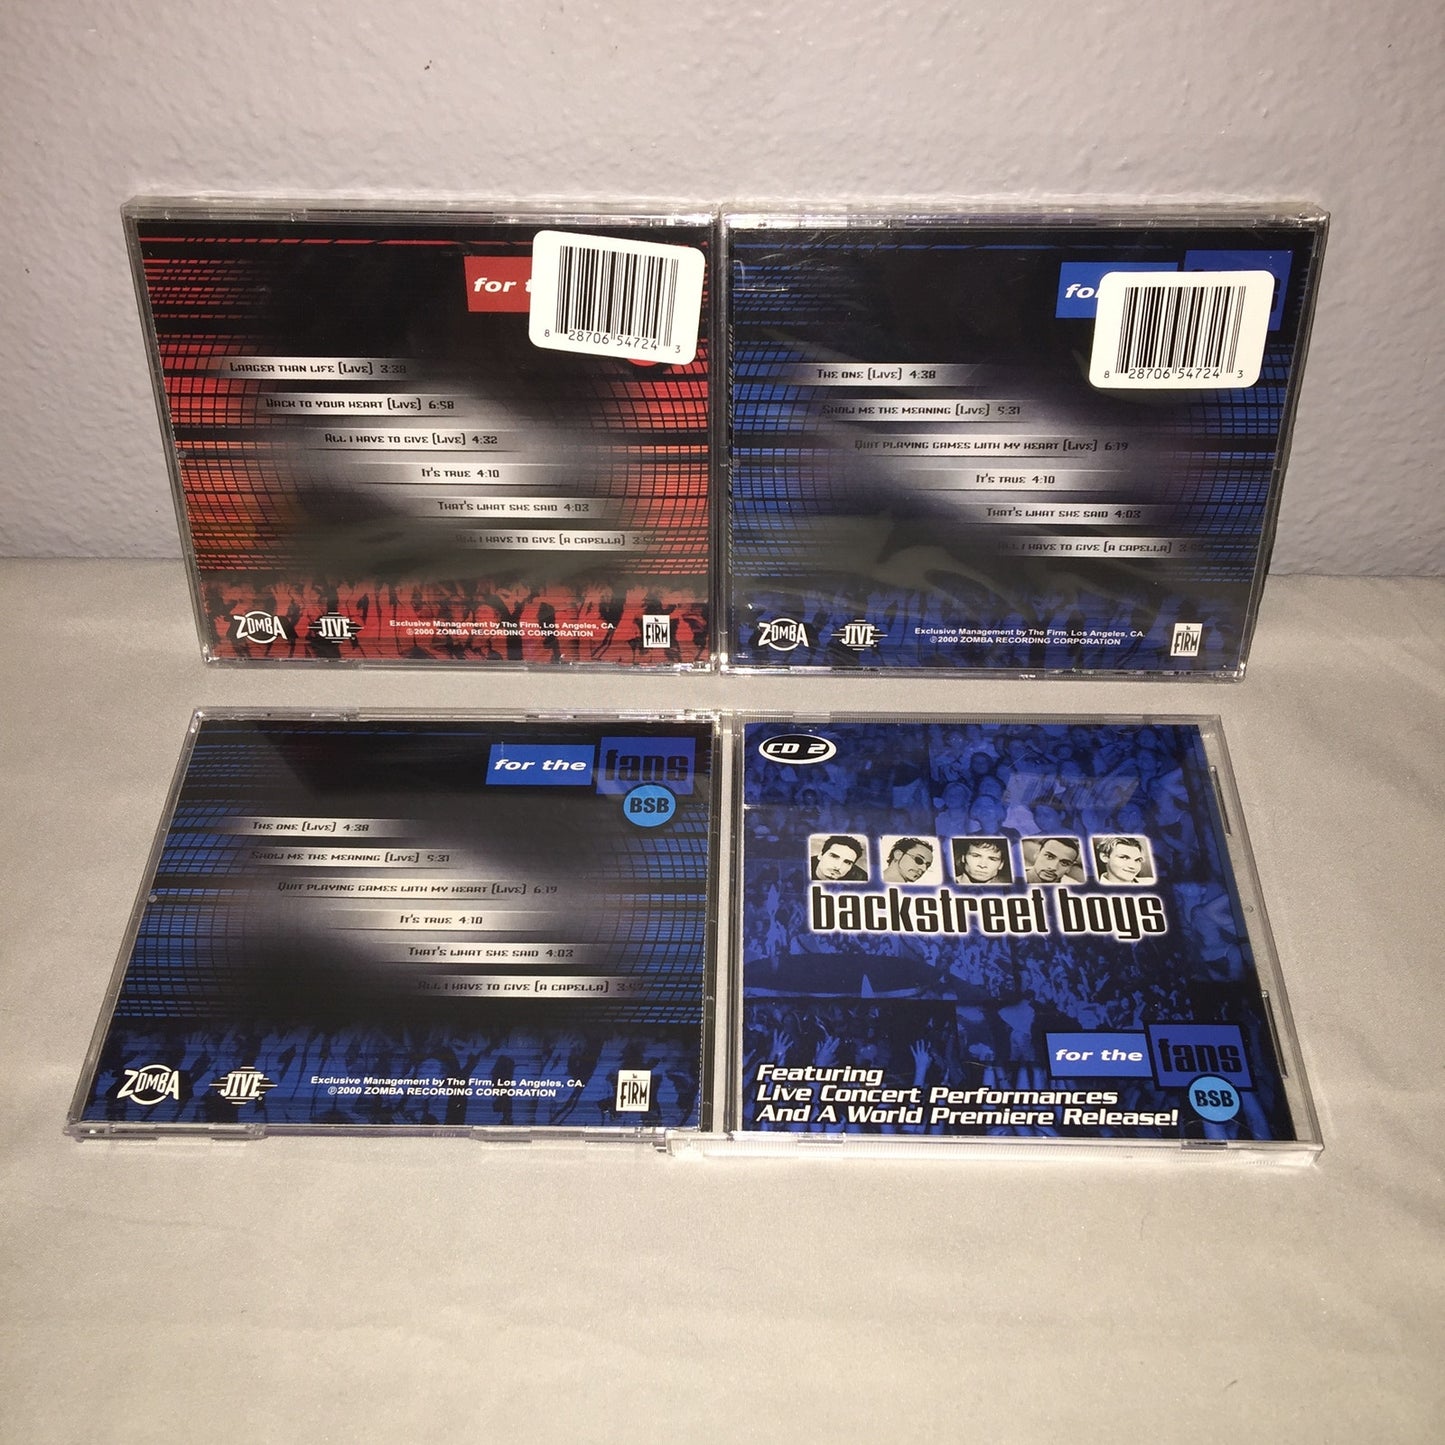 for t
8 28706 54724 3
LARGER THAN LIFE (LIVE) 3:38
BACK TO YOUR HEART (LIVE) 6:58
ALL I HAVE TO GIVE (LIVE) 4:32
IT'S TRUE 4:10
THAT'S WHAT SHE SAID 4:03
ALL I HAVE TO GIVE (A CAPELLA)
ZOMBA
JIVE
Exclusive Management by The Firm, Los Angeles, CA.
℗2000 ZOMBA RECORDING CORPORATION
The FIRM
fo
8 28706 54724 3
THE ONE (LIVE) 4:38
SHOW ME THE MEANING (LIVE) 5:31
QUIT PLAYING GAMES WITH MY HEART (LIVE) 6:19
IT'S TRUE 4:10
THAT'S WHAT SHE SAID 4:03
ALL I HAVE TO GIVE (A CAPELLA)
ZOMBA
JIVE
Exclusive Management by The Firm, Los Angeles, CA.
℗2000 ZOMBA RECORDING CORPORATION
The FIRM
for the fans
BSB
THE ONE (LIVE) 4:38
SHOW ME THE MEANING (LIVE) 5:31
QUIT PLAYING GAMES WITH MY HEART (LIVE) 6:19
IT'S TRUE 4:10
THAT'S WHAT SHE SAID 4:03
ALL I HAVE TO GIVE (A CAPELLA) 3:47
ZOMBA
JIVE
Exclusive Management by The Firm, Los Angeles, CA.
℗2000 ZOMBA RECORDING CORPORATION
The FIRM
CD 2
backstreet boys
for the fans
BSB
Featuring
Live Concert Performances
And A World Premiere Release!